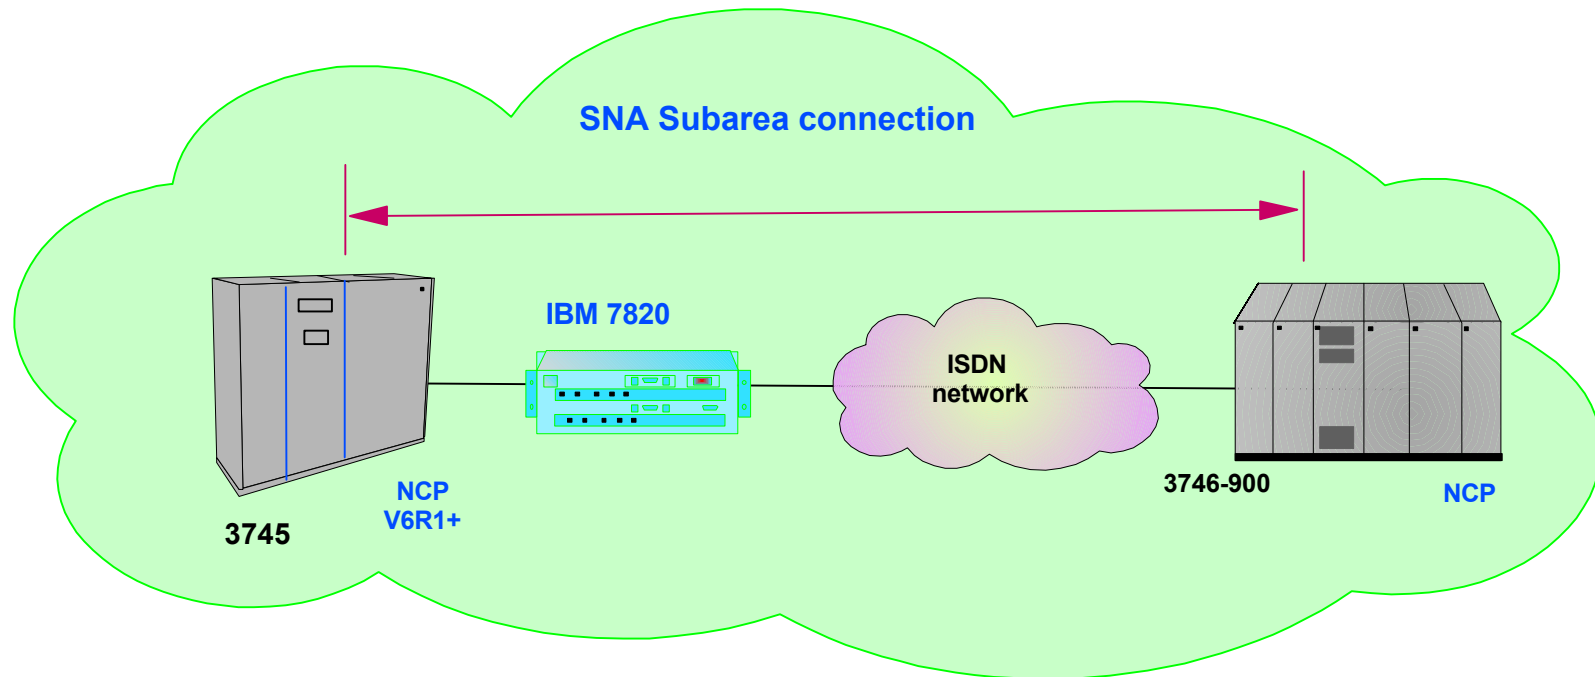 SNA Subarea connection
IBM 7820
ISDN
network
3745
NCP
V6R1+
3746-900
NCP